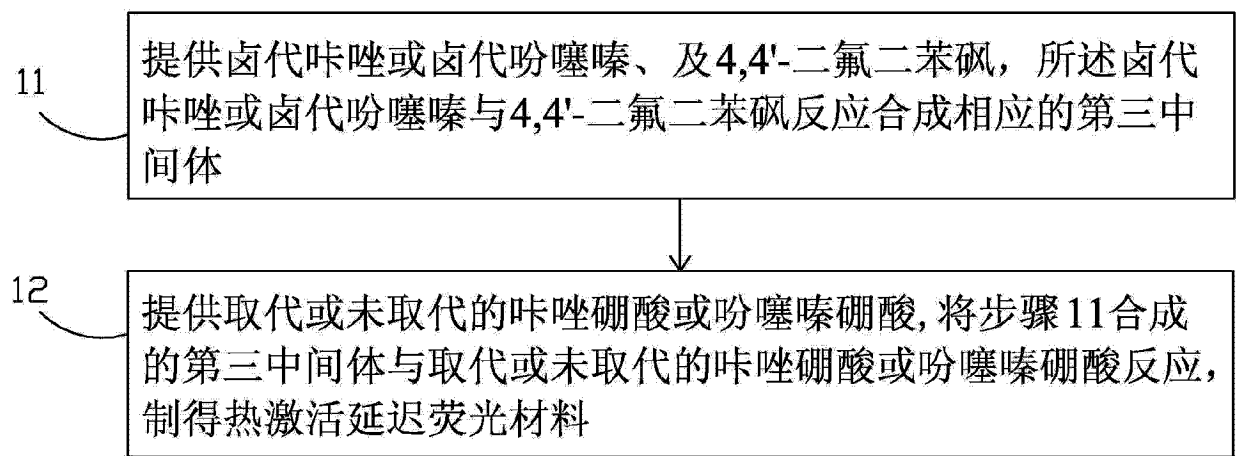 11
提供卤代咔唑或卤代吩噻嗪、及4,4'-二氟二苯砜，所述卤代
咔唑或卤代吩噻嗪与4,4'-二氟二苯砜反应合成相应的第三中
间体
12
提供取代或未取代的咔唑硼酸或吩噻嗪硼酸,将步骤11合成
的第三中间体与取代或未取代的咔唑硼酸或吩噻嗪硼酸反应，
制得热激活延迟荧光材料